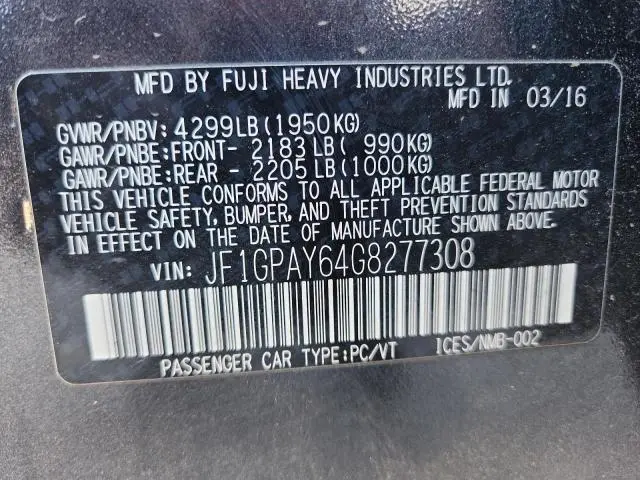 MFD BY FUJI HEAVY INDUSTRIES LTD.
MFD IN 03/16
GVWR/PNBV: 4299LB(1950KG)
GAWR/PNBE:FRONT- 2183LB( 990KG)
GAWR/PNBE:REAR - 2205LB(1000KG)
THIS VEHICLE CONFORMS TO ALL APPLICABLE FEDERAL MOTOR
VEHICLE SAFETY, BUMPER, AND THEFT PREVENTION STANDARDS
IN EFFECT ON THE DATE OF MANUFACTURE SHOWN ABOVE.
VIN: JF1GPAY64G8277308
PASSENGER CAR TYPE:PC/VT ICES/NMB-002